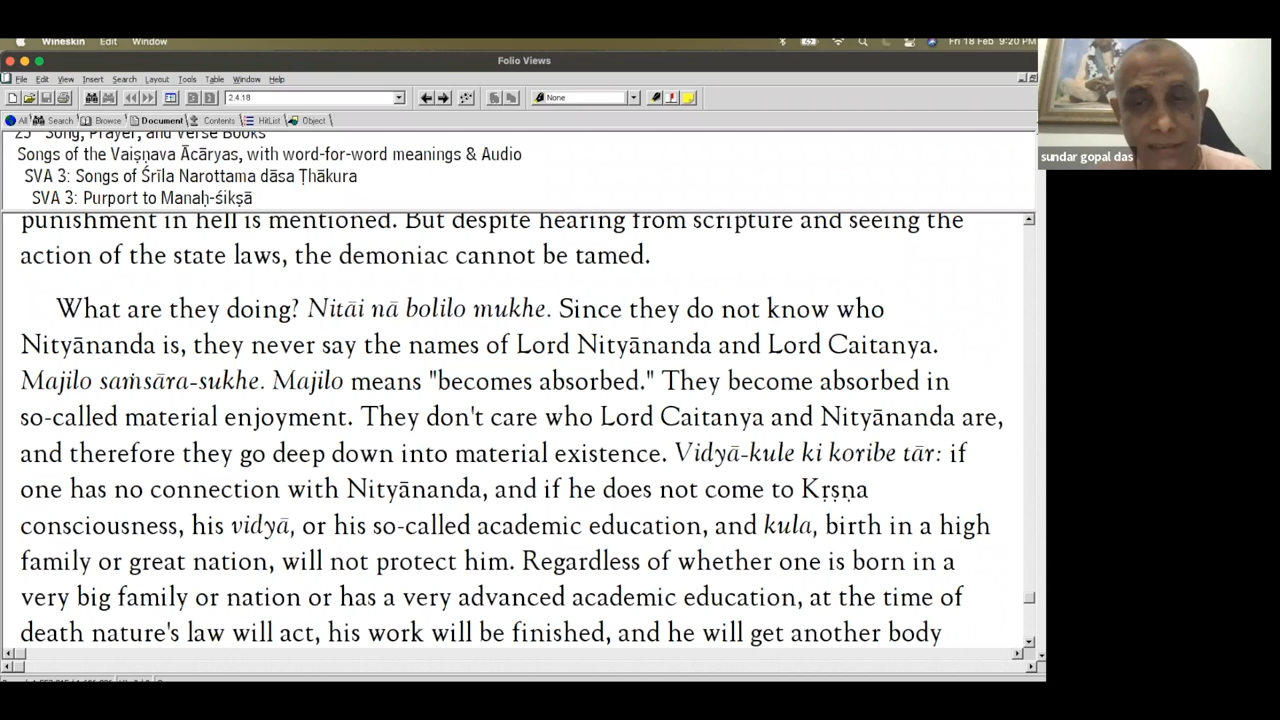 Wineskin Edit Window Fri 18 Feb 9:20 PM
Folio Views
File Edit View Insert Search Layout Tools Table Window Help
2.4.18 None
All Search Browse Document Contents HitList Object
25 Song, Prayer, and Verse Books
Songs of the Vaiṣṇava Ācāryas, with word-for-word meanings & Audio
SVA 3: Songs of Śrīla Narottama dāsa Ṭhākura
SVA 3: Purport to Manaḥ-śikṣā
sundar gopal das
punishment in hell is mentioned. But despite hearing from scripture and seeing the
action of the state laws, the demoniac cannot be tamed.
What are they doing? Nitāi nā bolilo mukhe. Since they do not know who
Nityānanda is, they never say the names of Lord Nityānanda and Lord Caitanya.
Majilo saṁsāra-sukhe. Majilo means "becomes absorbed." They become absorbed in
so-called material enjoyment. They don't care who Lord Caitanya and Nityānanda are,
and therefore they go deep down into material existence. Vidyā-kule ki koribe tār: if
one has no connection with Nityānanda, and if he does not come to Kṛṣṇa
consciousness, his vidyā, or his so-called academic education, and kula, birth in a high
family or great nation, will not protect him. Regardless of whether one is born in a
very big family or nation or has a very advanced academic education, at the time of
death nature's law will act, his work will be finished, and he will get another body